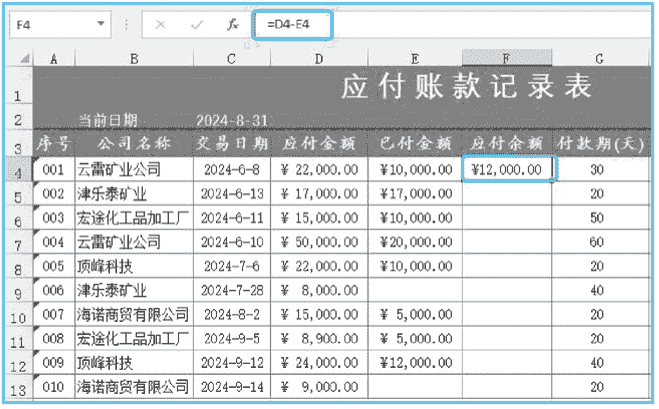 F4 fx =D4-E4
A B C D E F G
1 应付账款记录表
2 当前日期 2024-8-31
3 序号 公司名称 交易日期 应付金额 已付金额 应付余额 付款期(天)
4 001 云雷矿业公司 2024-6-8 ¥ 22,000.00 ¥10,000.00 ¥12,000.00 30
5 002 津乐泰矿业 2024-6-13 ¥ 17,000.00 ¥17,000.00 20
6 003 宏途化工品加工厂 2024-6-11 ¥ 15,000.00 ¥10,000.00 50
7 004 云雷矿业公司 2024-6-10 ¥ 50,000.00 ¥20,000.00 60
8 005 顶峰科技 2024-7-6 ¥ 22,000.00 ¥10,000.00 20
9 006 津乐泰矿业 2024-7-28 ¥ 8,000.00 40
10 007 海诺商贸有限公司 2024-8-2 ¥ 15,000.00 ¥ 5,000.00 20
11 008 宏途化工品加工厂 2024-9-5 ¥ 8,900.00 ¥ 5,000.00 20
12 009 顶峰科技 2024-9-12 ¥ 24,000.00 ¥12,000.00 40
13 010 海诺商贸有限公司 2024-9-14 ¥ 9,000.00 20